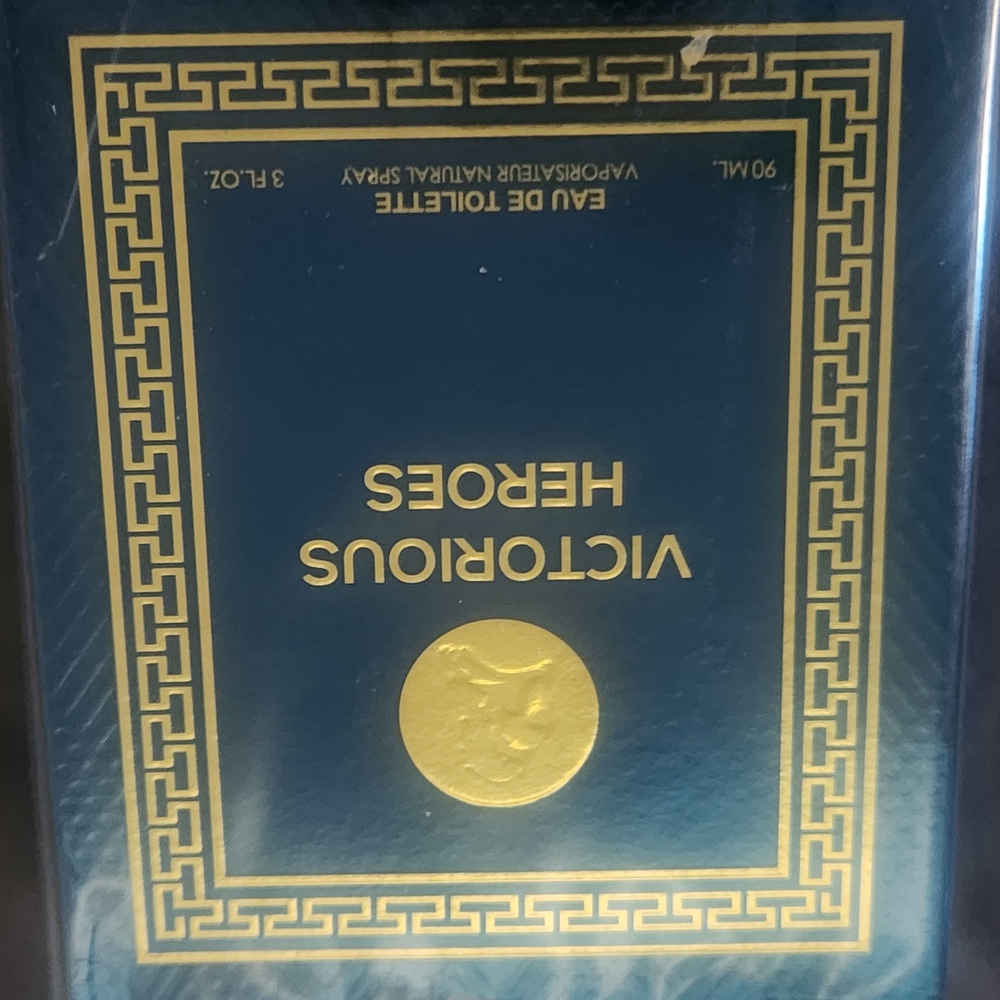 VICTORIOUS
HEROES
EAU DE TOILETTE
90 ML. VAPORISATEUR NATURAL SPRAY 3 FL.OZ.